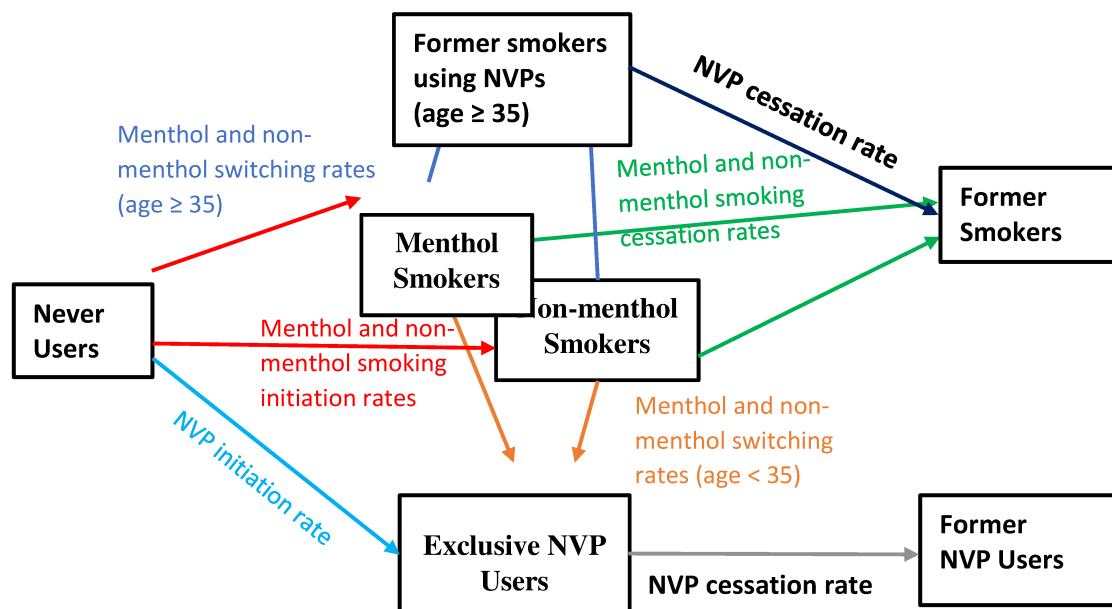 Former smokers
using NVPs
(age ≥ 35)
NVP cessation rate
Menthol and non-
menthol switching rates
(age ≥ 35)
Menthol and non-
menthol smoking
cessation rates
Former
Smokers
Menthol
Smokers
Non-menthol
Smokers
Never
Users
Menthol and non-
menthol smoking
initiation rates
NVP initiation rate
Menthol and non-
menthol switching
rates (age < 35)
Exclusive NVP
Users
NVP cessation rate
Former
NVP Users